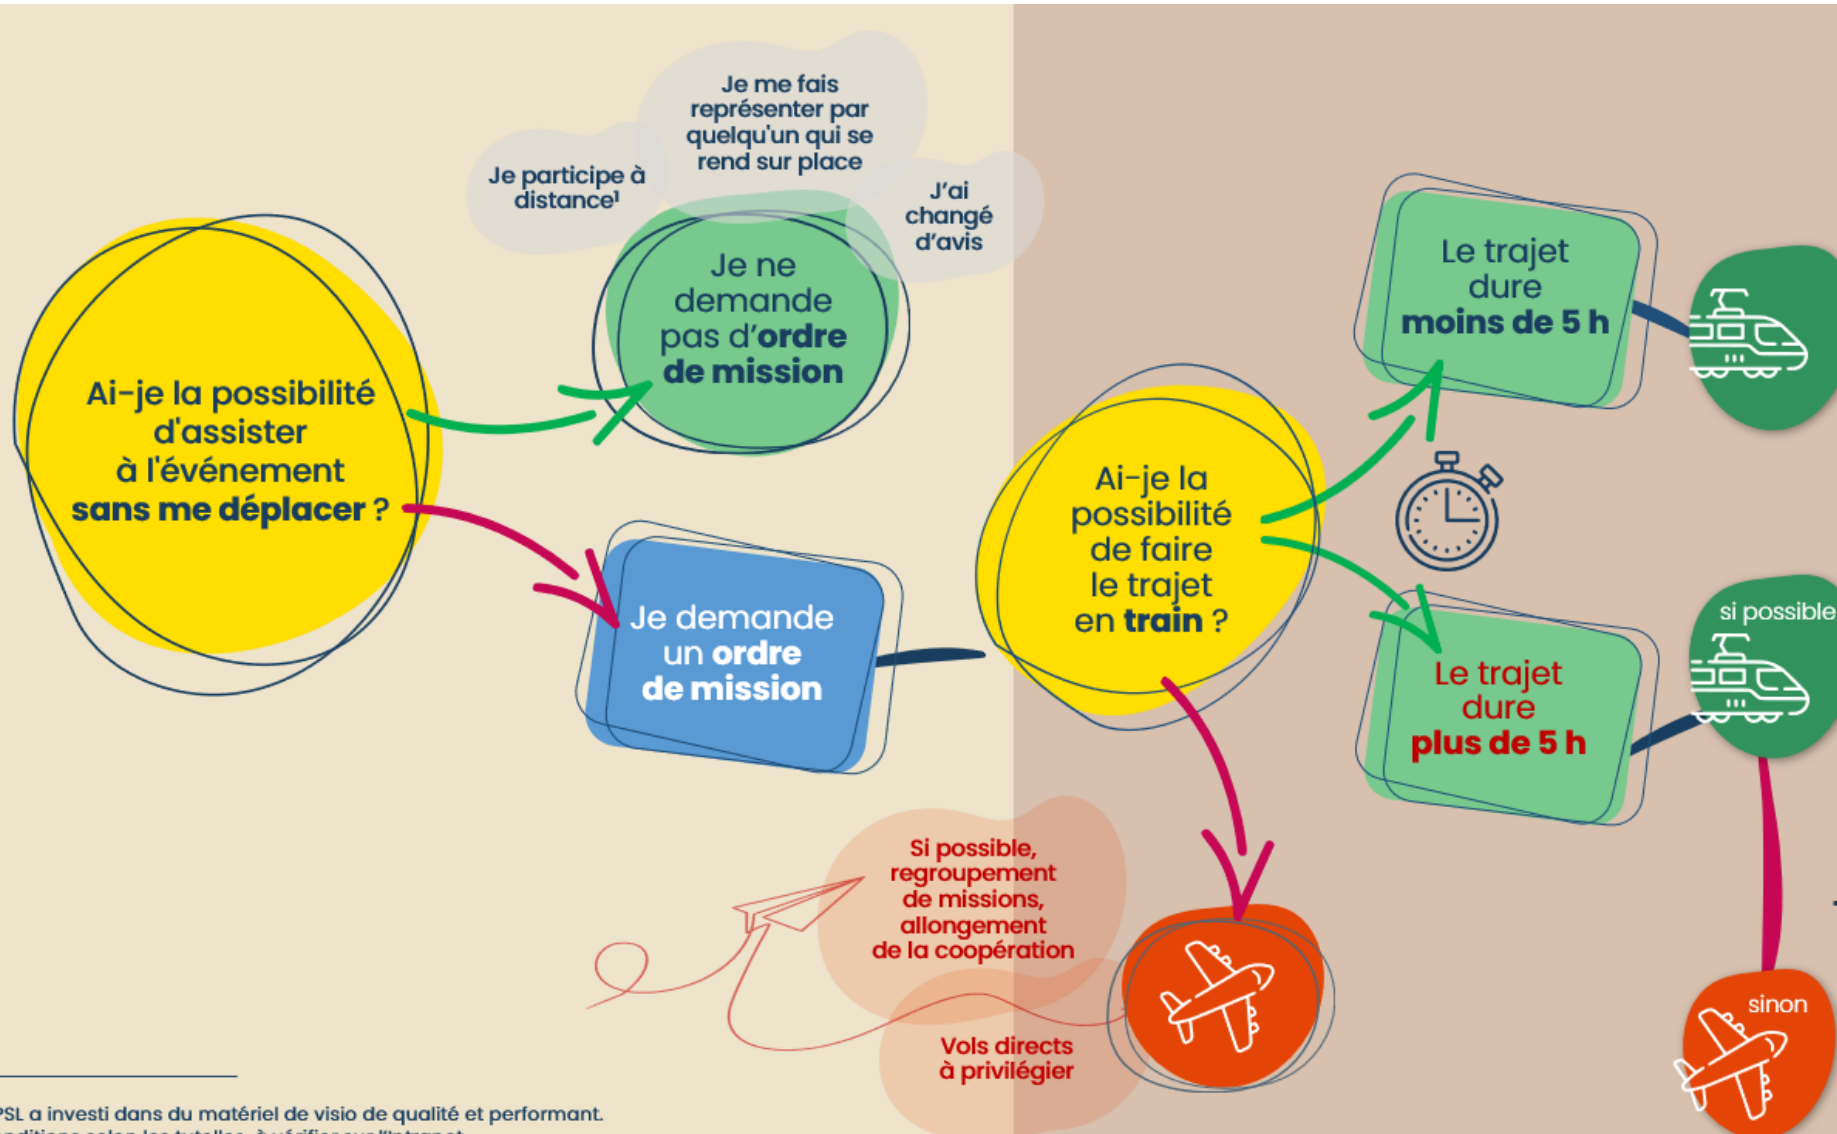 Je me fais
représenter par
quelqu'un qui se
rend sur place
Je participe à
distance¹
J'ai
changé
d'avis
Ai-je la possibilité
d'assister
à l'événement
sans me déplacer ?
Je ne
demande
pas d'ordre
de mission
Je demande
un ordre
de mission
Ai-je la
possibilité
de faire
le trajet
en train ?
Le trajet
dure
moins de 5 h
Le trajet
dure
plus de 5 h
si possible
sinon
Si possible,
regroupement
de missions,
allongement
de la coopération
Vols directs
à privilégier
PSL a investi dans du matériel de visio de qualité et performant.